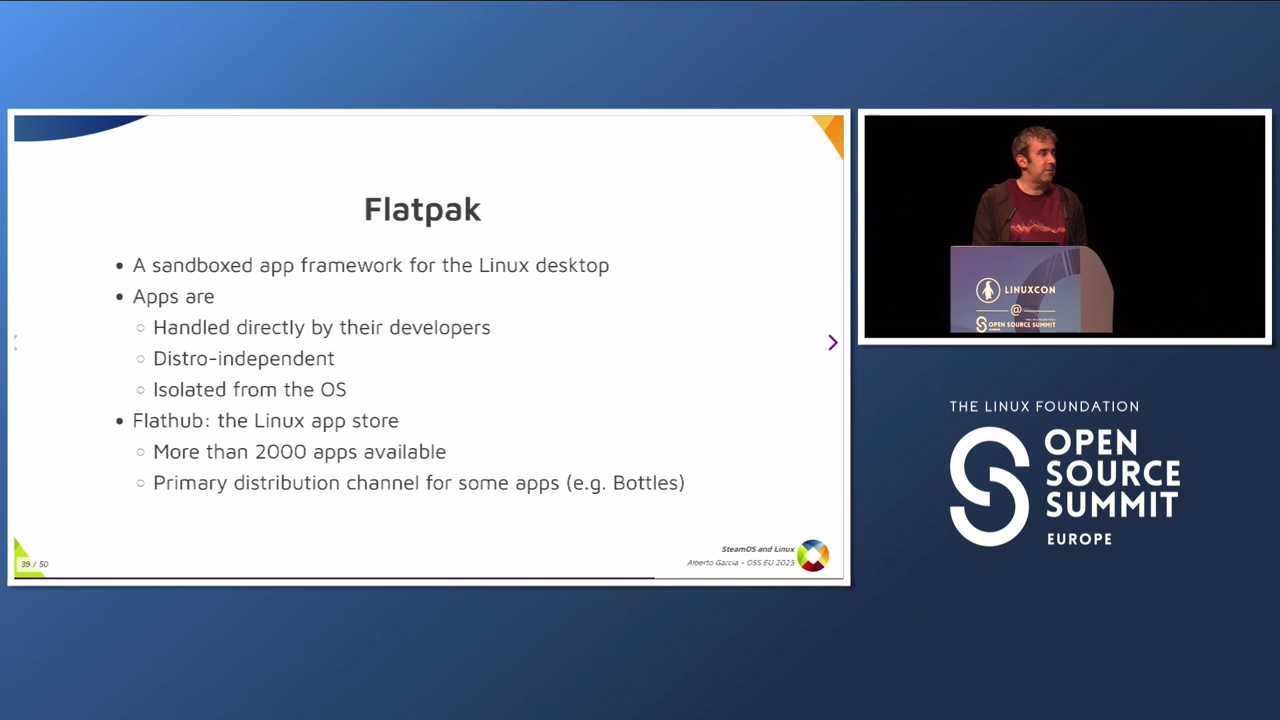 Flatpak
• A sandboxed app framework for the Linux desktop
• Apps are
○ Handled directly by their developers
○ Distro-independent
○ Isolated from the OS
• Flathub: the Linux app store
○ More than 2000 apps available
○ Primary distribution channel for some apps (e.g. Bottles)
39 / 50
SteamOS and Linux
Alberto Garcia - OSS EU 2023
LINUXCON
@
THE LINUX FOUNDATION
OPEN SOURCE SUMMIT
THE LINUX FOUNDATION
OPEN
SOURCE
SUMMIT
EUROPE